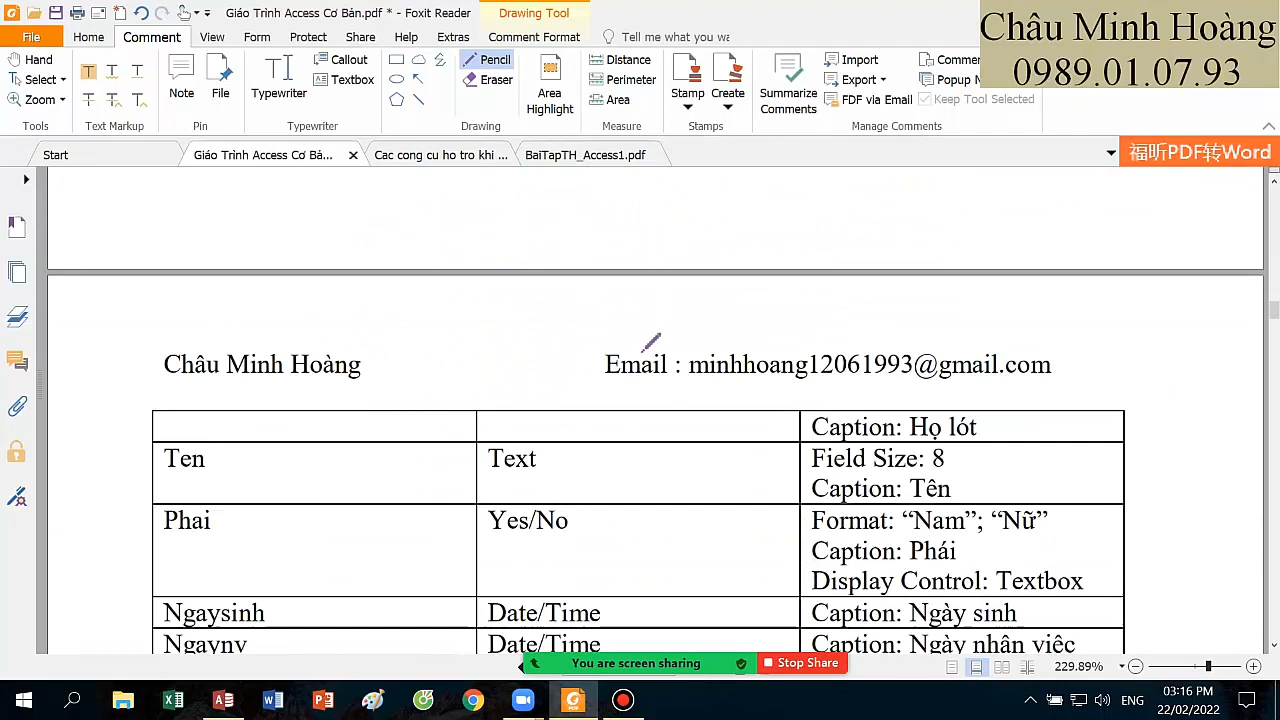 Giáo Trình Access Cơ Bản.pdf * - Foxit Reader
Drawing Tool
Châu Minh Hoàng
0989.01.07.93
File Home Comment View Form Protect Share Help Extras Comment Format Tell me what you wa
Hand
Select
Zoom
Tools
Text Markup
Note
File
Pin
Typewriter
Callout
Textbox
Typewriter
Pencil
Eraser
Drawing
Area
Highlight
Distance
Perimeter
Area
Measure
Stamp
Create
Stamps
Summarize
Comments
Import
Export
FDF via Email
Commen
Popup N
Keep Tool Selected
Manage Comments
Start
Giáo Trình Access Cơ Bả...
Cac cong cu ho tro khi ...
BaiTapTH_Access1.pdf
福昕PDF转Word
Châu Minh Hoàng Email : minhhoang12061993@gmail.com
Caption: Họ lót
Ten Text Field Size: 8
Caption: Tên
Phai Yes/No Format: “Nam”; “Nữ”
Caption: Phái
Display Control: Textbox
Ngaysinh Date/Time Caption: Ngày sinh
Ngaynv Date/Time Caption: Ngày nhận việc
You are screen sharing
Stop Share
229.89%
ENG
03:16 PM
22/02/2022